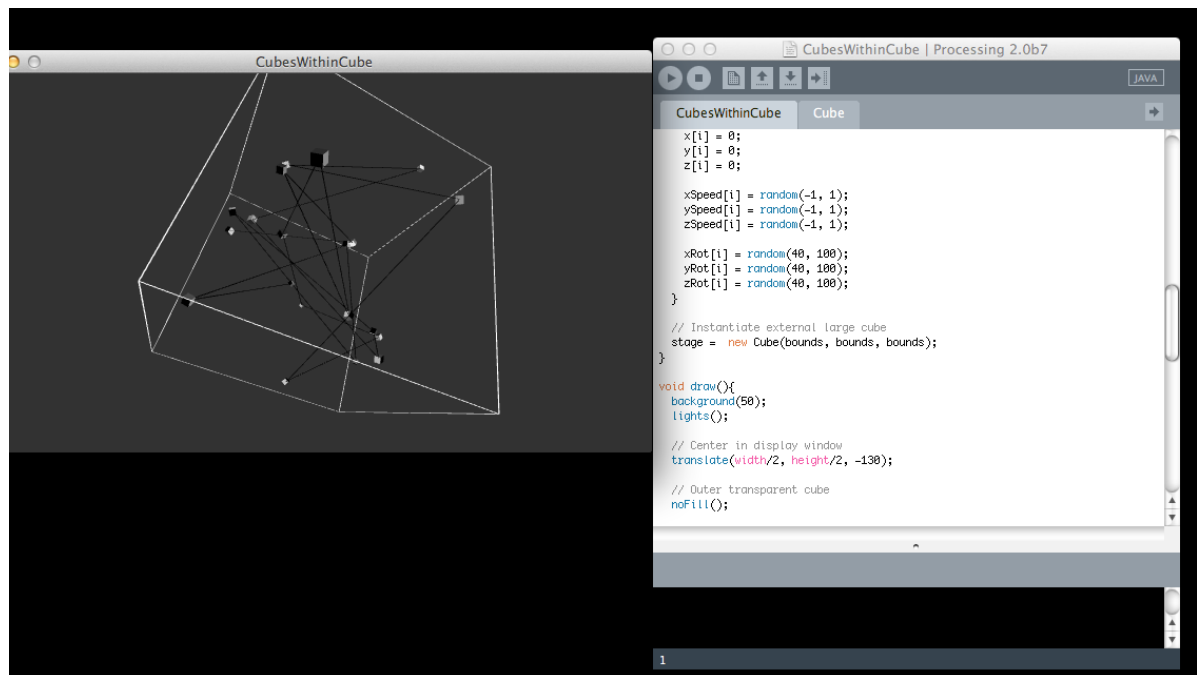 CubesWithinCube
CubesWithinCube | Processing 2.0b7
JAVA
CubesWithinCube
Cube
x[i] = 0;
y[i] = 0;
z[i] = 0;
xSpeed[i] = random(-1, 1);
ySpeed[i] = random(-1, 1);
zSpeed[i] = random(-1, 1);
xRot[i] = random(40, 100);
yRot[i] = random(40, 100);
zRot[i] = random(40, 100);
}
// Instantiate external large cube
stage =  new Cube(bounds, bounds, bounds);
}
void draw(){
background(50);
lights();
// Center in display window
translate(width/2, height/2, -130);
// Outer transparent cube
noFill();
1